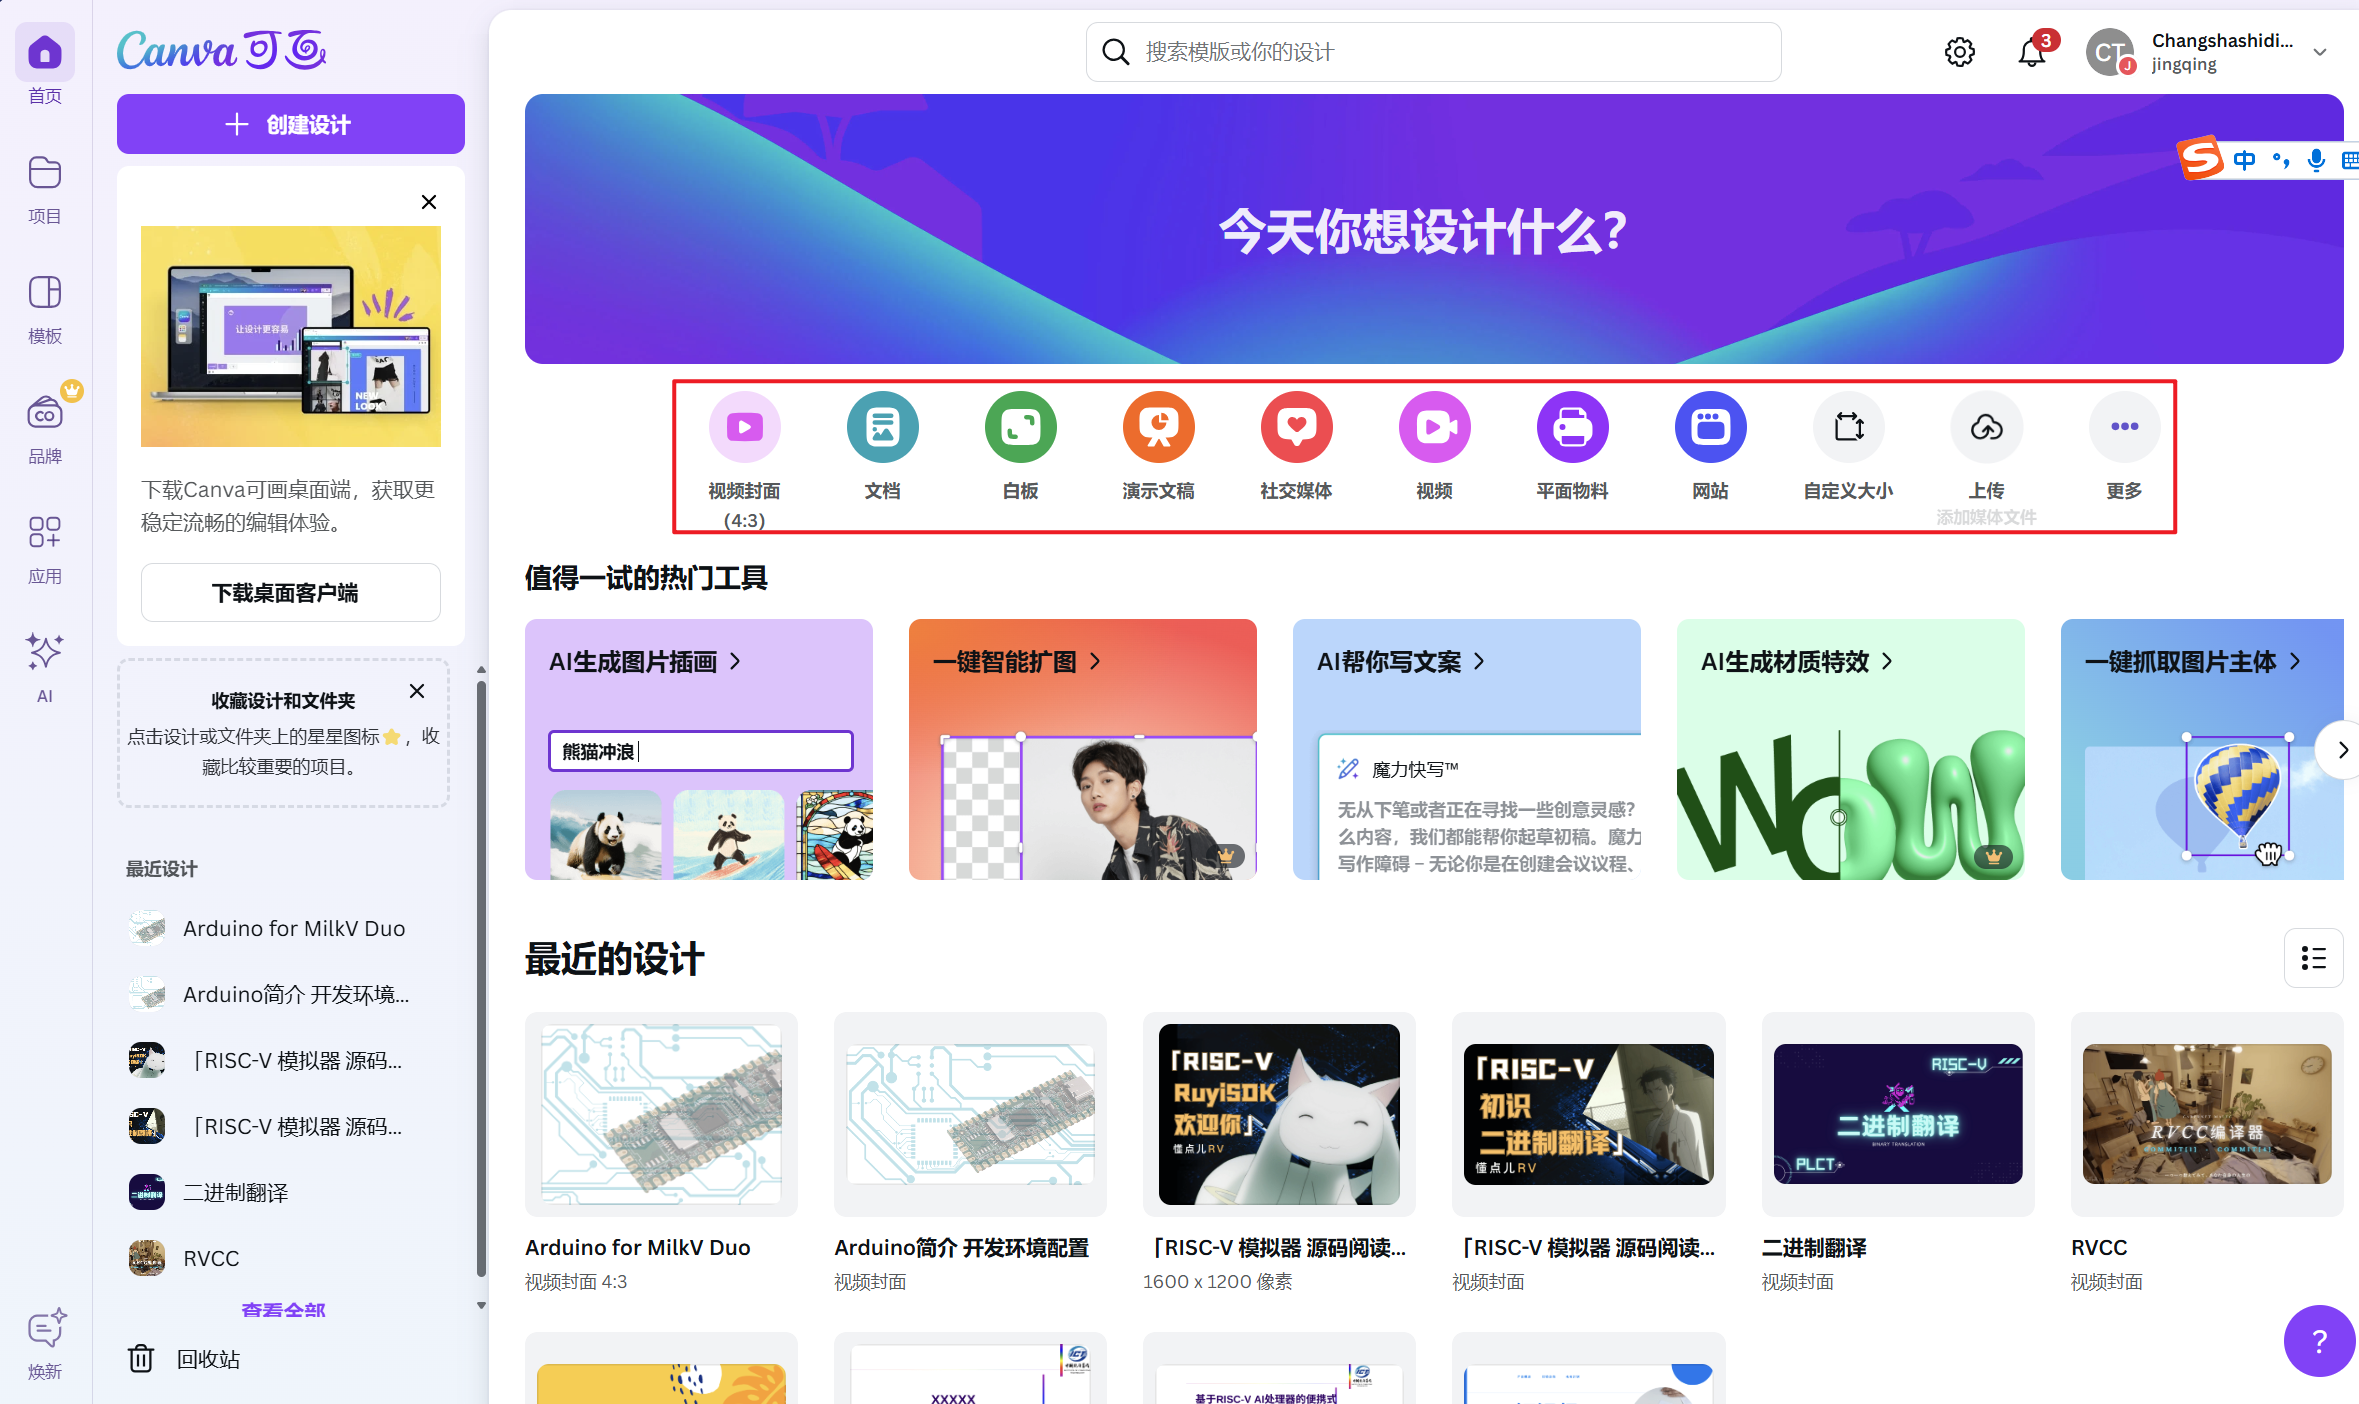 Canva可画
搜索模版或你的设计
3
CT
J
Changshashidi...
jingqing
首页
项目
模板
CO
品牌
应用
AI
焕新
创建设计
让设计更容易
NEW
LOOK
下载Canva可画桌面端，获取更
稳定流畅的编辑体验。
下载桌面客户端
收藏设计和文件夹
点击设计或文件夹上的星星图标⭐，收
藏比较重要的项目。
最近设计
Arduino for MilkV Duo
Arduino简介 开发环境...
「RISC-V 模拟器 源码...
「RISC-V 模拟器 源码...
二进制翻译
RVCC
查看全部
回收站
今天你想设计什么？
中
视频封面
(4:3)
文档
白板
演示文稿
社交媒体
视频
平面物料
网站
自定义大小
上传
添加媒体文件
更多
值得一试的热门工具
AI生成图片插画
熊猫冲浪
一键智能扩图
AI帮你写文案
魔力快写™
无从下笔或者正在寻找一些创意灵感？
么内容，我们都能帮你起草初稿。魔力
写作障碍 – 无论你是在创建会议议程、
AI生成材质特效
WOW
一键抓取图片主体
最近的设计
「RISC-V
RuyiSDK
欢迎你」
懂点儿RV
「RISC-V
初识
二进制翻译」
懂点儿RV
RISC-V
二进制翻译
BINARY TRANSLATION
PLCT
RVCC编译器
Arduino for MilkV Duo
视频封面 4:3
Arduino简介 开发环境配置
视频封面
「RISC-V 模拟器 源码阅读...
1600 x 1200 像素
「RISC-V 模拟器 源码阅读...
视频封面
二进制翻译
视频封面
RVCC
视频封面
XXXXX
基于RISC-V AI处理器的便携式
?